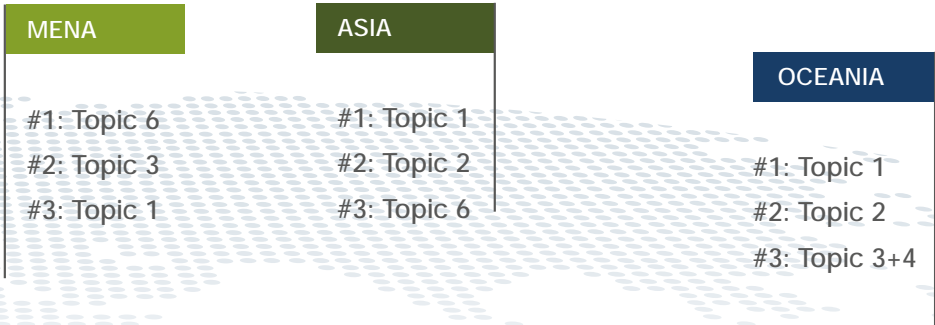 MENA
#1: Topic 6
#2: Topic 3
#3: Topic 1
ASIA
#1: Topic 1
#2: Topic 2
#3: Topic 6
OCEANIA
#1: Topic 1
#2: Topic 2
#3: Topic 3+4